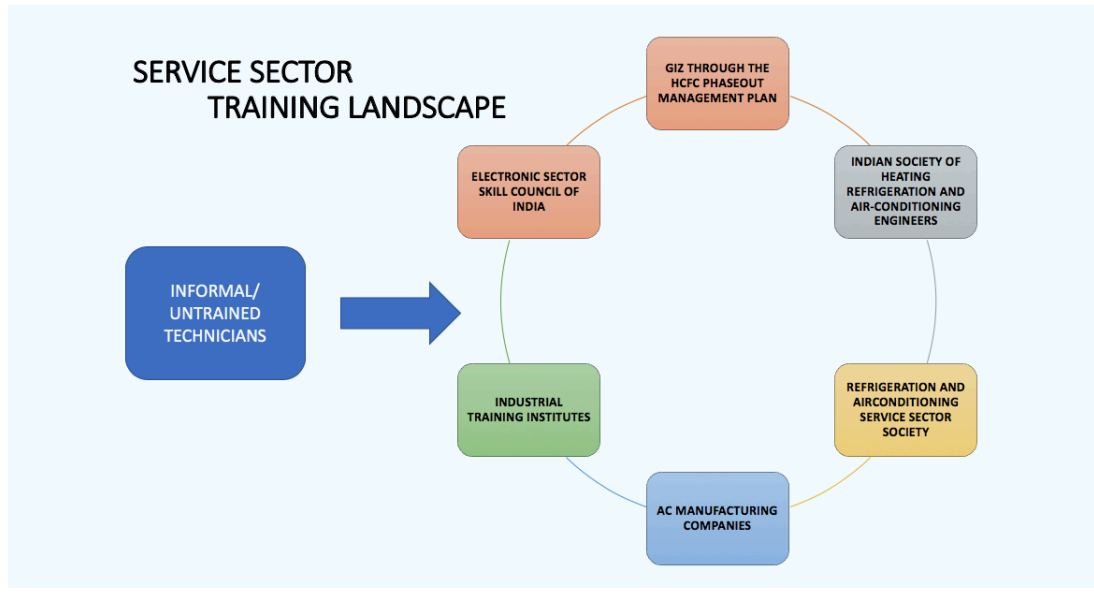 SERVICE SECTOR
TRAINING LANDSCAPE
GIZ THROUGH THE
HCFC PHASEOUT
MANAGEMENT PLAN
INDIAN SOCIETY OF
HEATING
REFRIGERATION AND
AIR-CONDITIONING
ENGINEERS
REFRIGERATION AND
AIRCONDITIONING
SERVICE SECTOR
SOCIETY
AC MANUFACTURING
COMPANIES
INDUSTRIAL
TRAINING INSTITUTES
ELECTRONIC SECTOR
SKILL COUNCIL OF
INDIA
INFORMAL/
UNTRAINED
TECHNICIANS